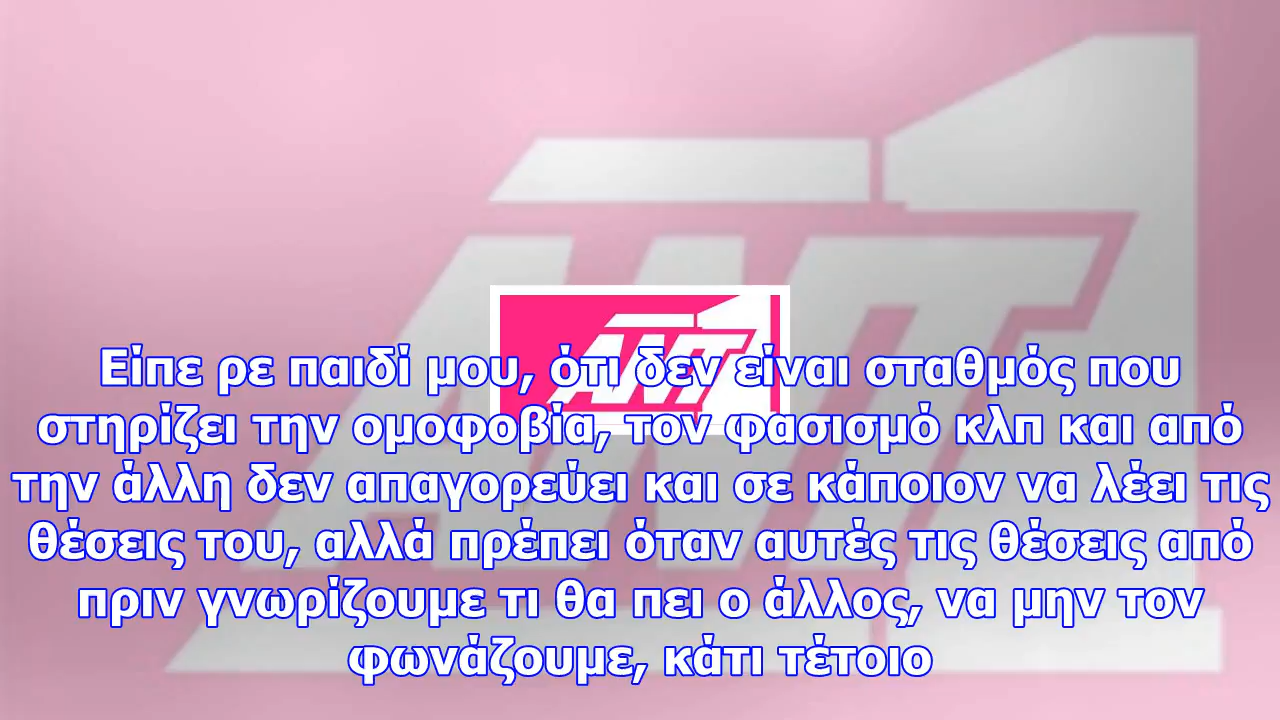 ΑΝΤ1
Είπε ρε παιδί μου, ότι δεν είναι σταθμός που
στηρίζει την ομοφοβία, τον φασισμό κλπ και από
την άλλη δεν απαγορεύει και σε κάποιον να λέει τις
θέσεις του, αλλά πρέπει όταν αυτές τις θέσεις από
πριν γνωρίζουμε τι θα πει ο άλλος, να μην τον
φωνάζουμε, κάτι τέτοιο